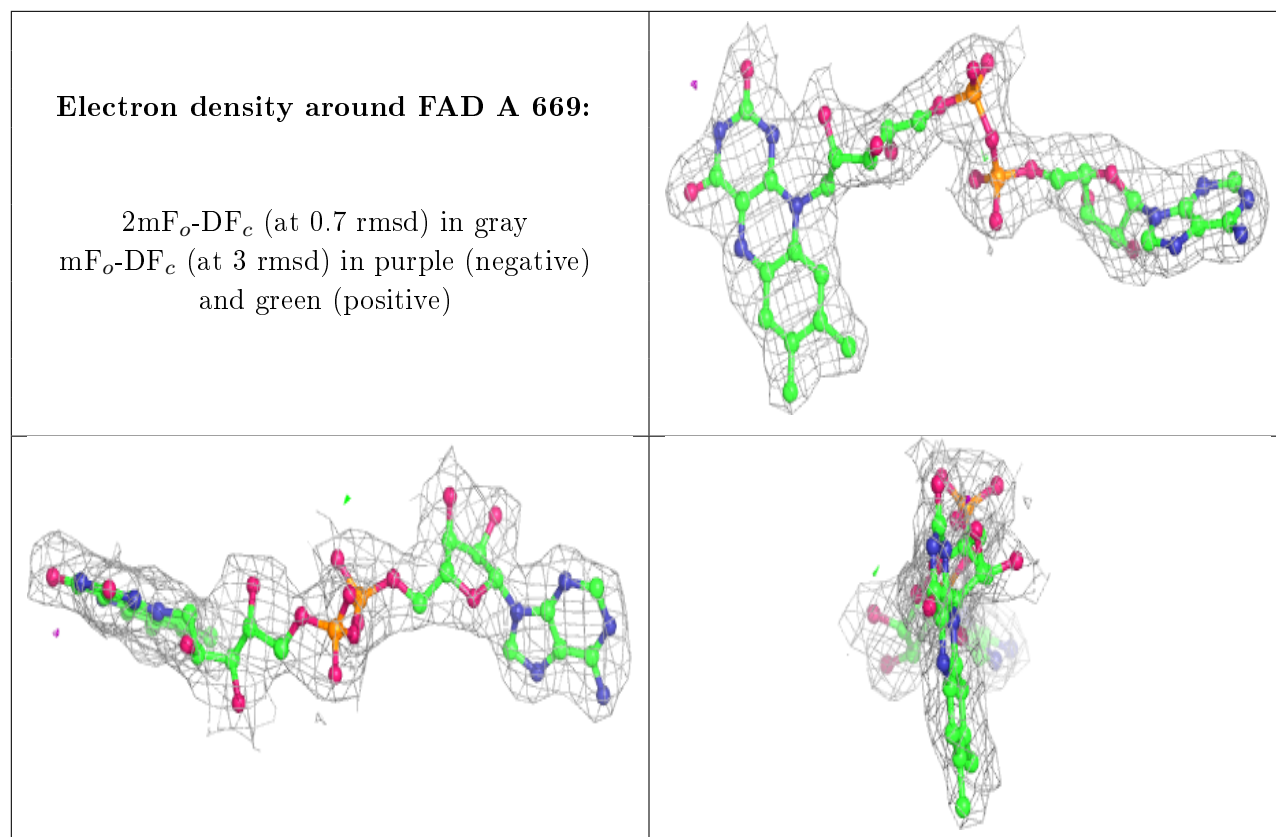 Electron density around FAD A 669:
2mFₒ-DF𝒸 (at 0.7 rmsd) in gray
mFₒ-DF𝒸 (at 3 rmsd) in purple (negative)
and green (positive)